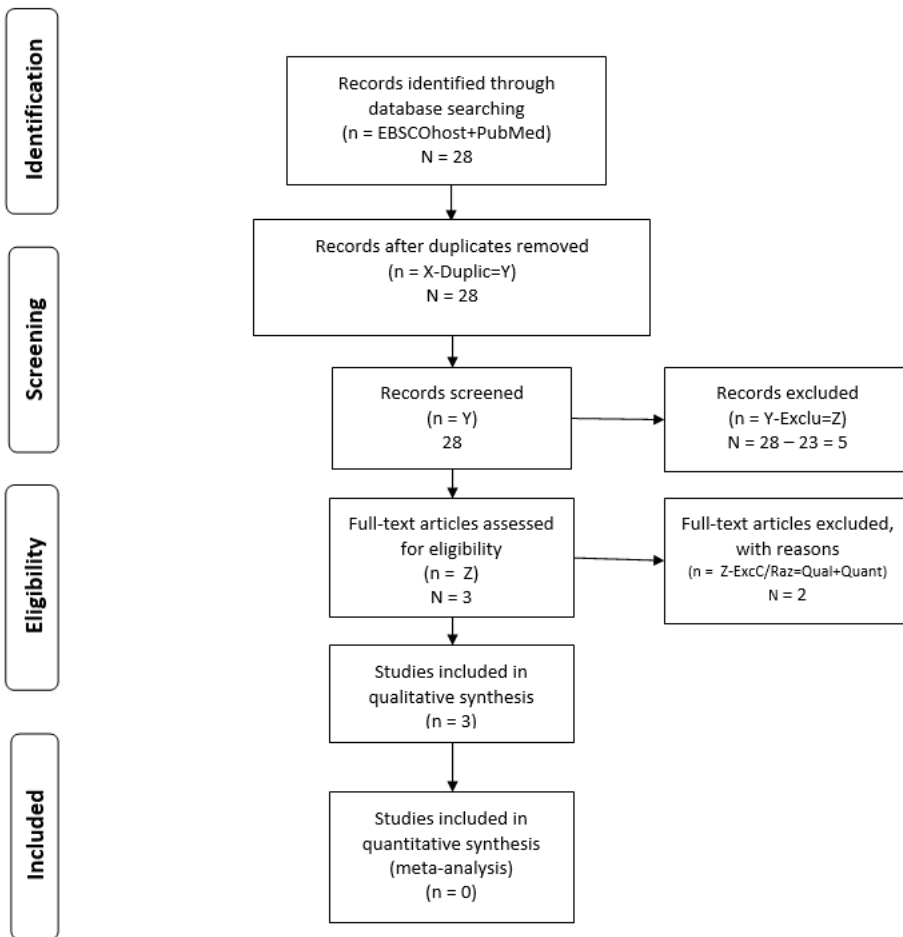 Identification
Records identified through
database searching
(n = EBSCOhost+PubMed)
N = 28
Screening
Records after duplicates removed
(n = X-Duplic=Y)
N = 28
Records screened
(n = Y)
28
Records excluded
(n = Y-Exclu=Z)
N = 28 – 23 = 5
Eligibility
Full-text articles assessed
for eligibility
(n = Z)
N = 3
Full-text articles excluded,
with reasons
(n = Z-ExcC/Raz=Qual+Quant)
N = 2
Studies included in
qualitative synthesis
(n = 3)
Included
Studies included in
quantitative synthesis
(meta-analysis)
(n = 0)